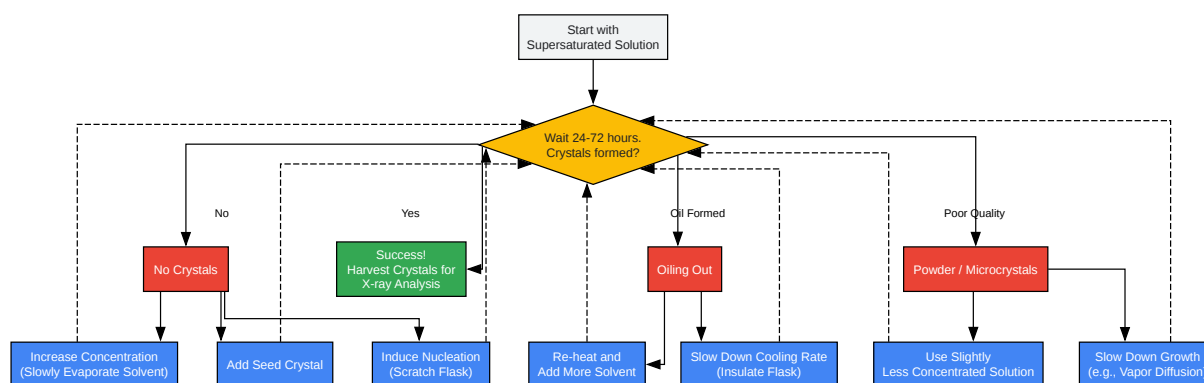 Start with
Supersaturated Solution
Wait 24-72 hours.
Crystals formed?
No
Yes
Oil Formed
Poor Quality
No Crystals
Success!
Harvest Crystals for
X-ray Analysis
Oiling Out
Powder / Microcrystals
Increase Concentration
(Slowly Evaporate Solvent)
Add Seed Crystal
Induce Nucleation
(Scratch Flask)
Re-heat and
Add More Solvent
Slow Down Cooling Rate
(Insulate Flask)
Use Slightly
Less Concentrated Solution
Slow Down Growth
(e.g., Vapor Diffusion)